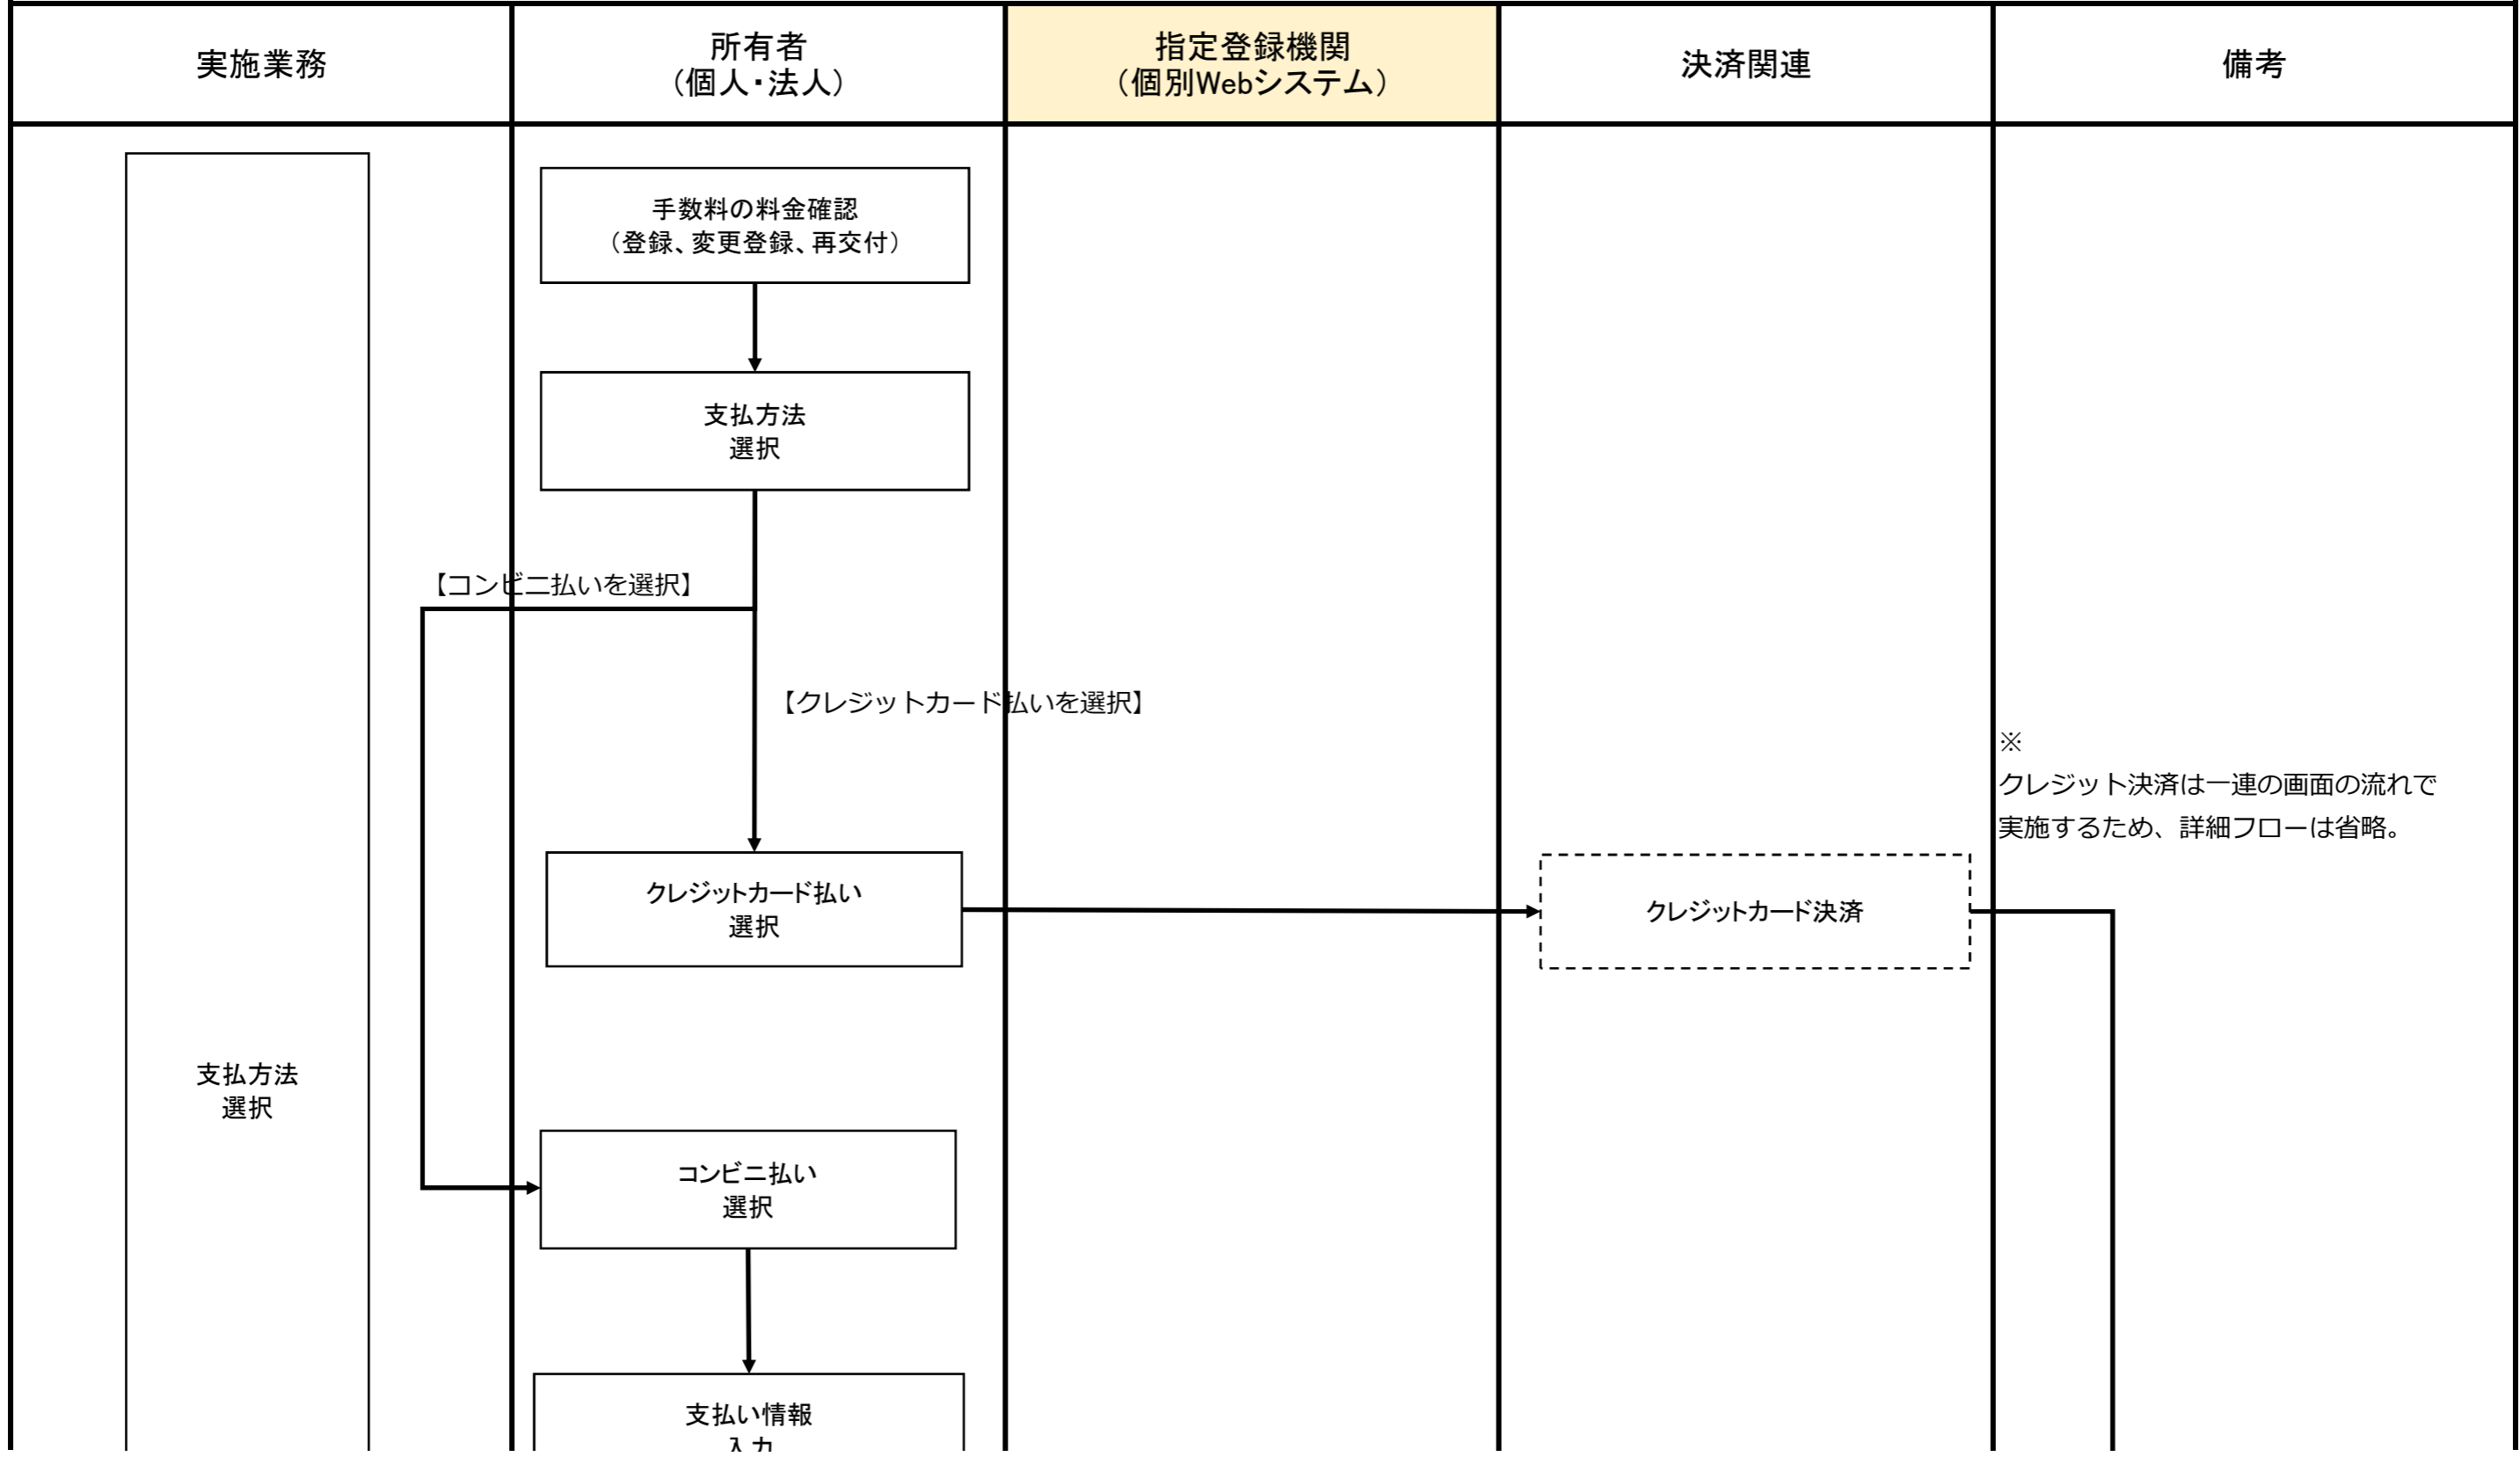 実施業務
所有者
（個人・法人）
指定登録機関
（個別Webシステム）
決済関連
備考
手数料の料金確認
（登録、変更登録、再交付）
支払方法
選択
【コンビニ払いを選択】
【クレジットカード払いを選択】
※
クレジット決済は一連の画面の流れで
実施するため、詳細フローは省略。
クレジットカード払い
選択
クレジットカード決済
支払方法
選択
コンビニ払い
選択
支払い情報
入力